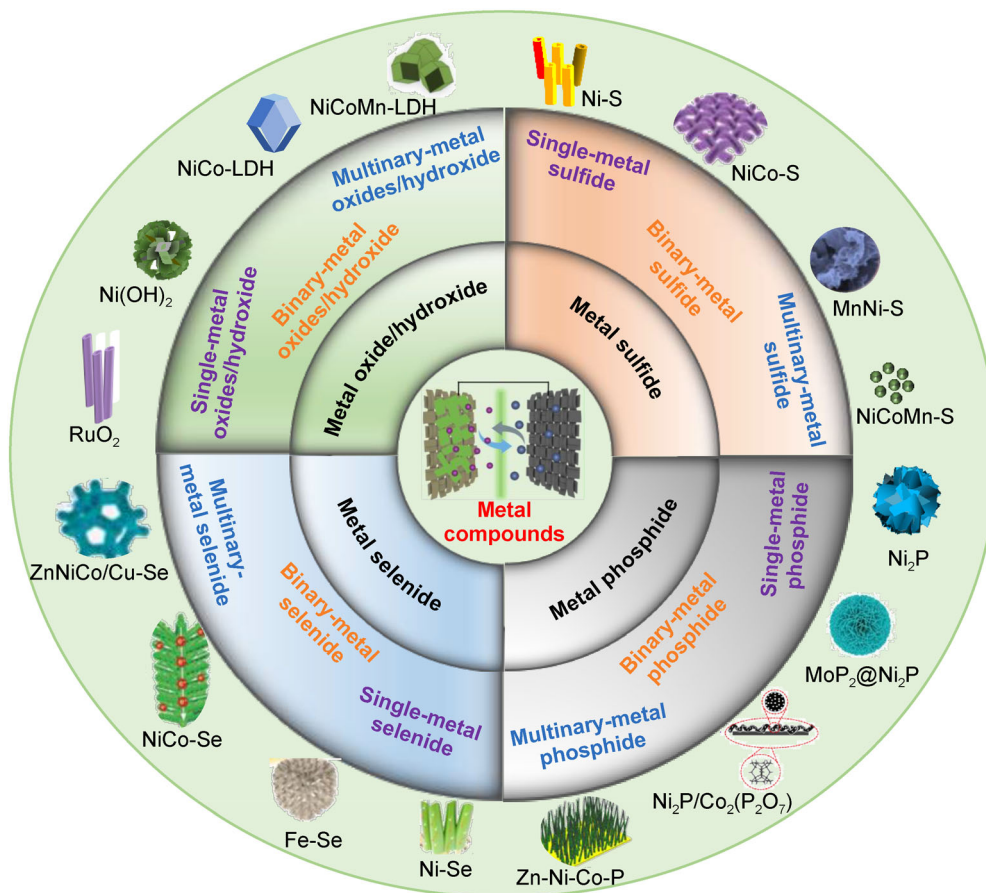 NiCoMn-LDH
NiCo-LDH
Ni(OH)₂
RuO₂
Multinary-metal
oxides/hydroxide
Binary-metal
oxides/hydroxide
Single-metal
oxides/hydroxide
Metal oxide/hydroxide
Ni-S
NiCo-S
MnNi-S
NiCoMn-S
Single-metal
sulfide
Binary-metal
sulfide
Multinary-metal
sulfide
Metal sulfide
Metal
compounds
Ni₂P
MoP₂@Ni₂P
Ni₂P/Co₂(P₂O₇)
Zn-Ni-Co-P
Single-metal
phosphide
Binary-metal
phosphide
Multinary-metal
phosphide
Metal phosphide
ZnNiCo/Cu-Se
NiCo-Se
Fe-Se
Ni-Se
Multinary-
metal selenide
Binary-metal
selenide
Single-metal
selenide
Metal selenide